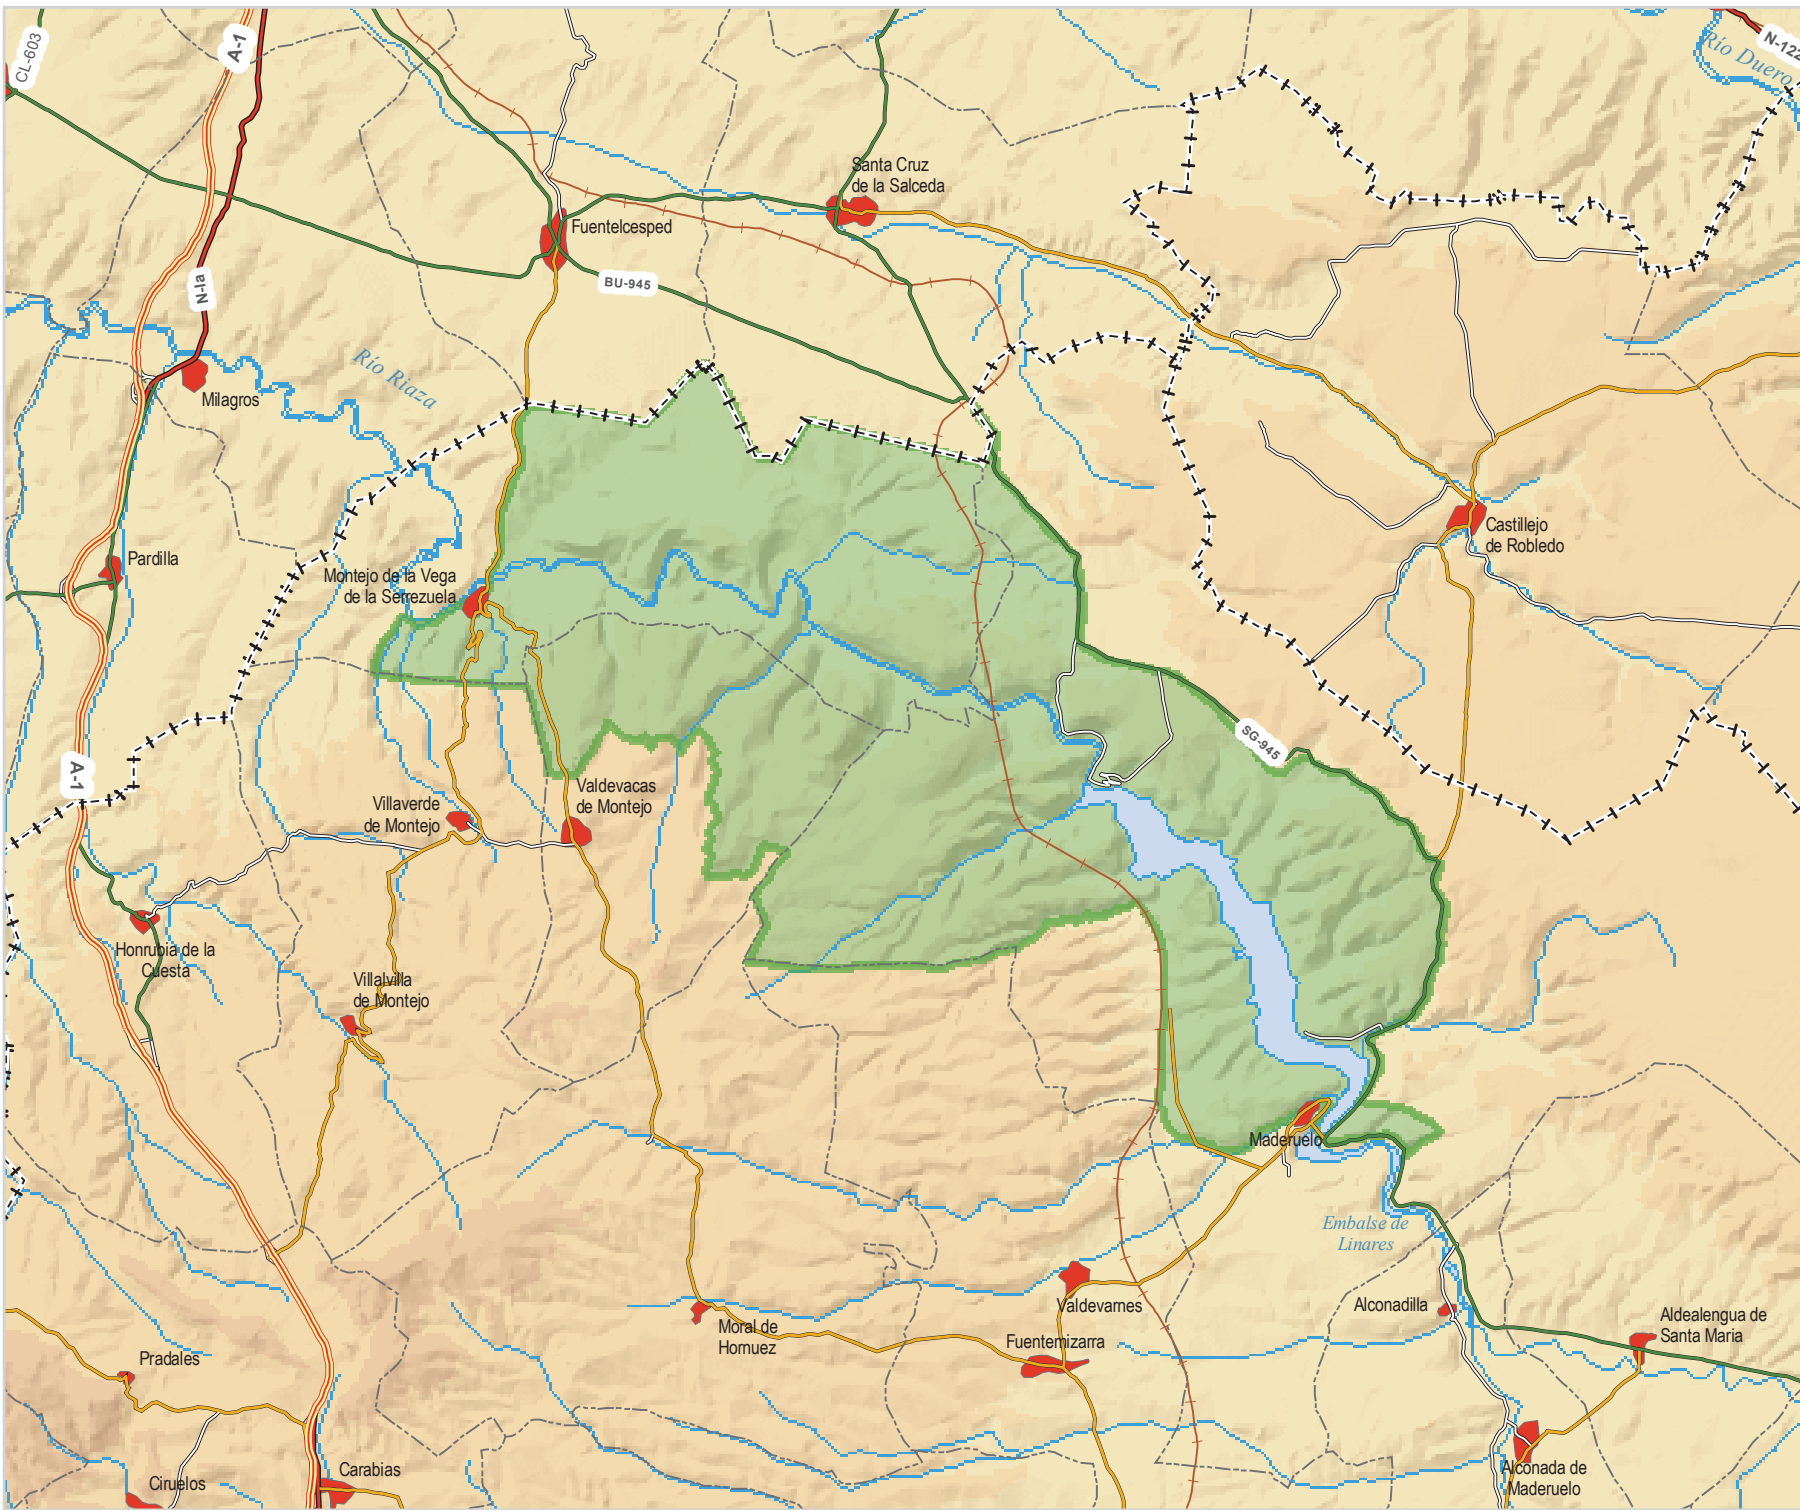 CL-603
A-1
N-122
Río Duero
Santa Cruz
de la Salceda
Fuentelcesped
BU-945
N-Ia
Río Riaza
Milagros
Castillejo
de Robledo
Pardilla
Montejo de la Vega
de la Serrezuela
SG-945
A-1
Valdevacas
de Montejo
Villaverde
de Montejo
Honrubia de la
Cuesta
Villalvilla
de Montejo
Maderuelo
Embalse de
Linares
Valdevarnes
Alconadilla
Aldealengua de
Santa Maria
Moral de
Hornuez
Fuentemizarra
Pradales
Ciruelos
Carabias
Alconada de
Maderuelo